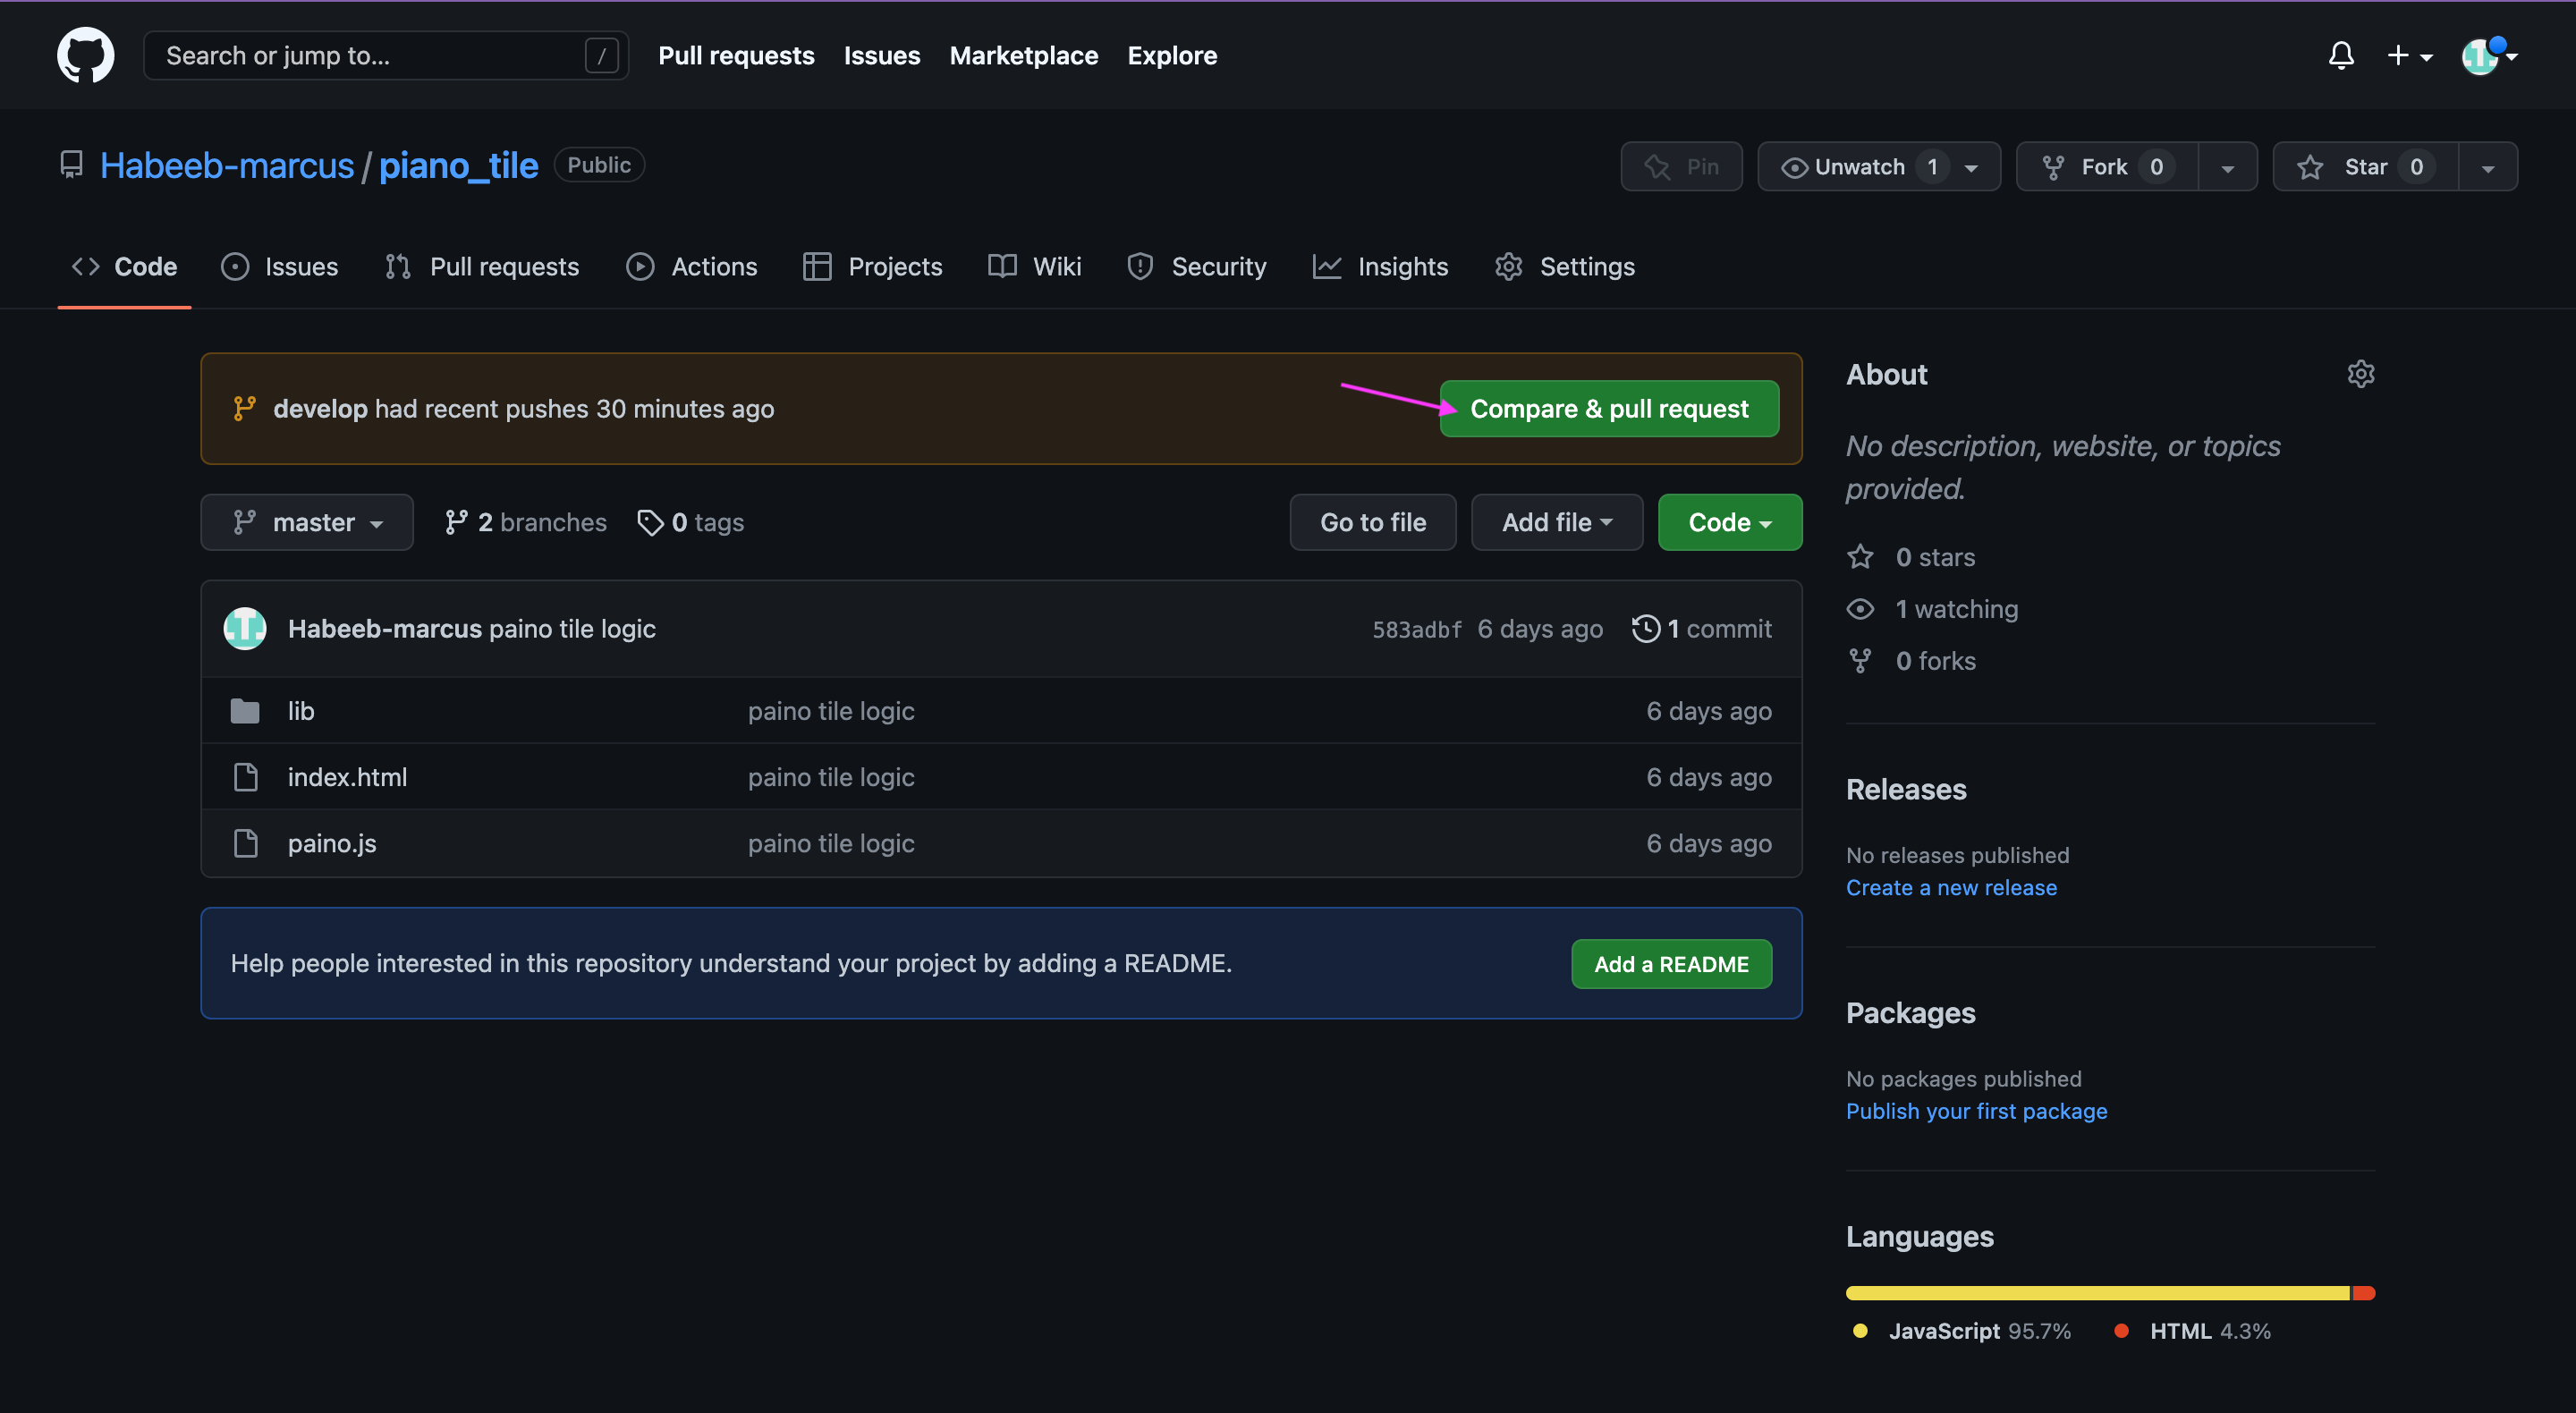 Search or jump to... /
Pull requests Issues Marketplace Explore
Habeeb-marcus / piano_tile Public
Pin Unwatch 1 Fork 0 Star 0
Code Issues Pull requests Actions Projects Wiki Security Insights Settings
develop had recent pushes 30 minutes ago Compare & pull request
master 2 branches 0 tags Go to file Add file Code
Habeeb-marcus paino tile logic 583adbf 6 days ago 1 commit
lib paino tile logic 6 days ago
index.html paino tile logic 6 days ago
paino.js paino tile logic 6 days ago
Help people interested in this repository understand your project by adding a README. Add a README
About
No description, website, or topics
provided.
0 stars
1 watching
0 forks
Releases
No releases published
Create a new release
Packages
No packages published
Publish your first package
Languages
JavaScript 95.7% HTML 4.3%